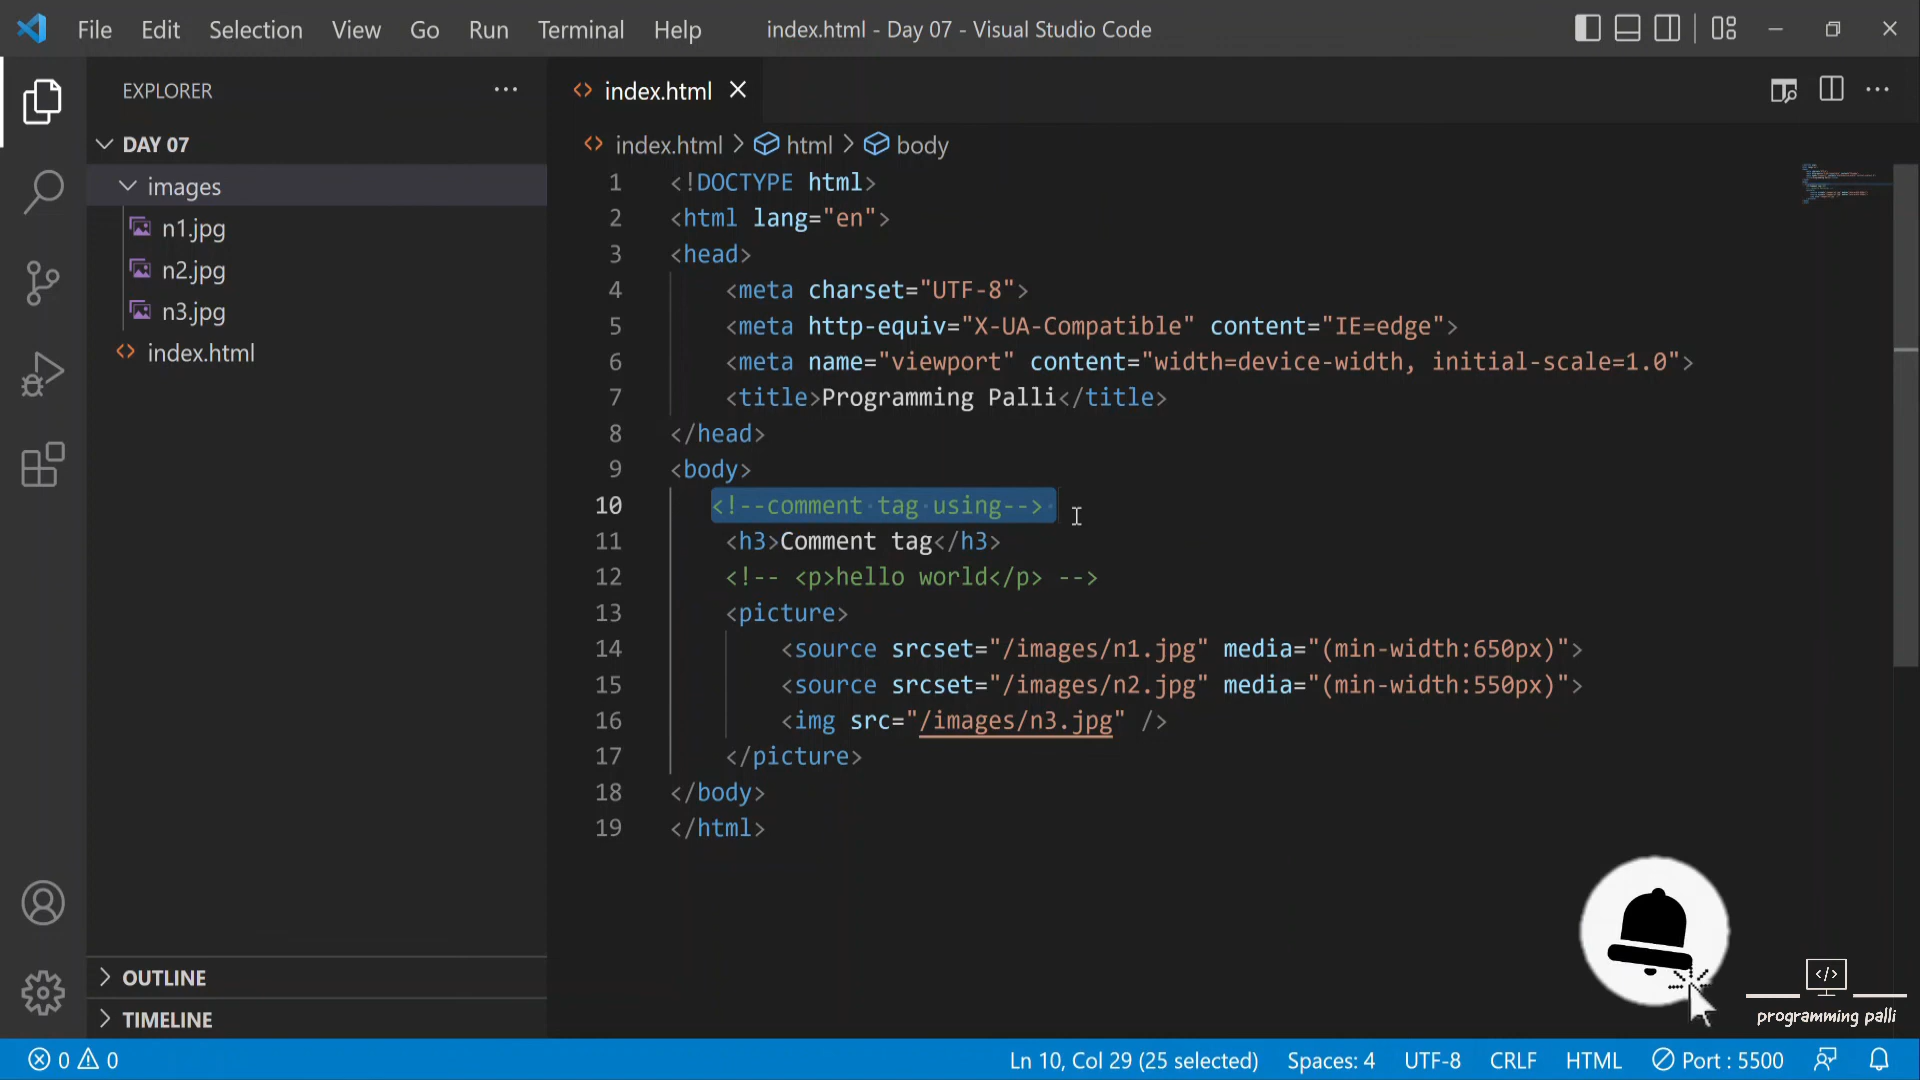 File Edit Selection View Go Run Terminal Help
index.html - Day 07 - Visual Studio Code
EXPLORER
DAY 07
images
n1.jpg
n2.jpg
n3.jpg
index.html
OUTLINE
TIMELINE
index.html
index.html > html > body
1 <!DOCTYPE html>
2 <html lang="en">
3 <head>
4 <meta charset="UTF-8">
5 <meta http-equiv="X-UA-Compatible" content="IE=edge">
6 <meta name="viewport" content="width=device-width, initial-scale=1.0">
7 <title>Programming Palli</title>
8 </head>
9 <body>
10 <!--comment tag using-->
11 <h3>Comment tag</h3>
12 <!-- <p>hello world</p> -->
13 <picture>
14 <source srcset="/images/n1.jpg" media="(min-width:650px)">
15 <source srcset="/images/n2.jpg" media="(min-width:550px)">
16 <img src="/images/n3.jpg" />
17 </picture>
18 </body>
19 </html>
</>
programming palli
0 0
Ln 10, Col 29 (25 selected) Spaces: 4 UTF-8 CRLF HTML Port : 5500